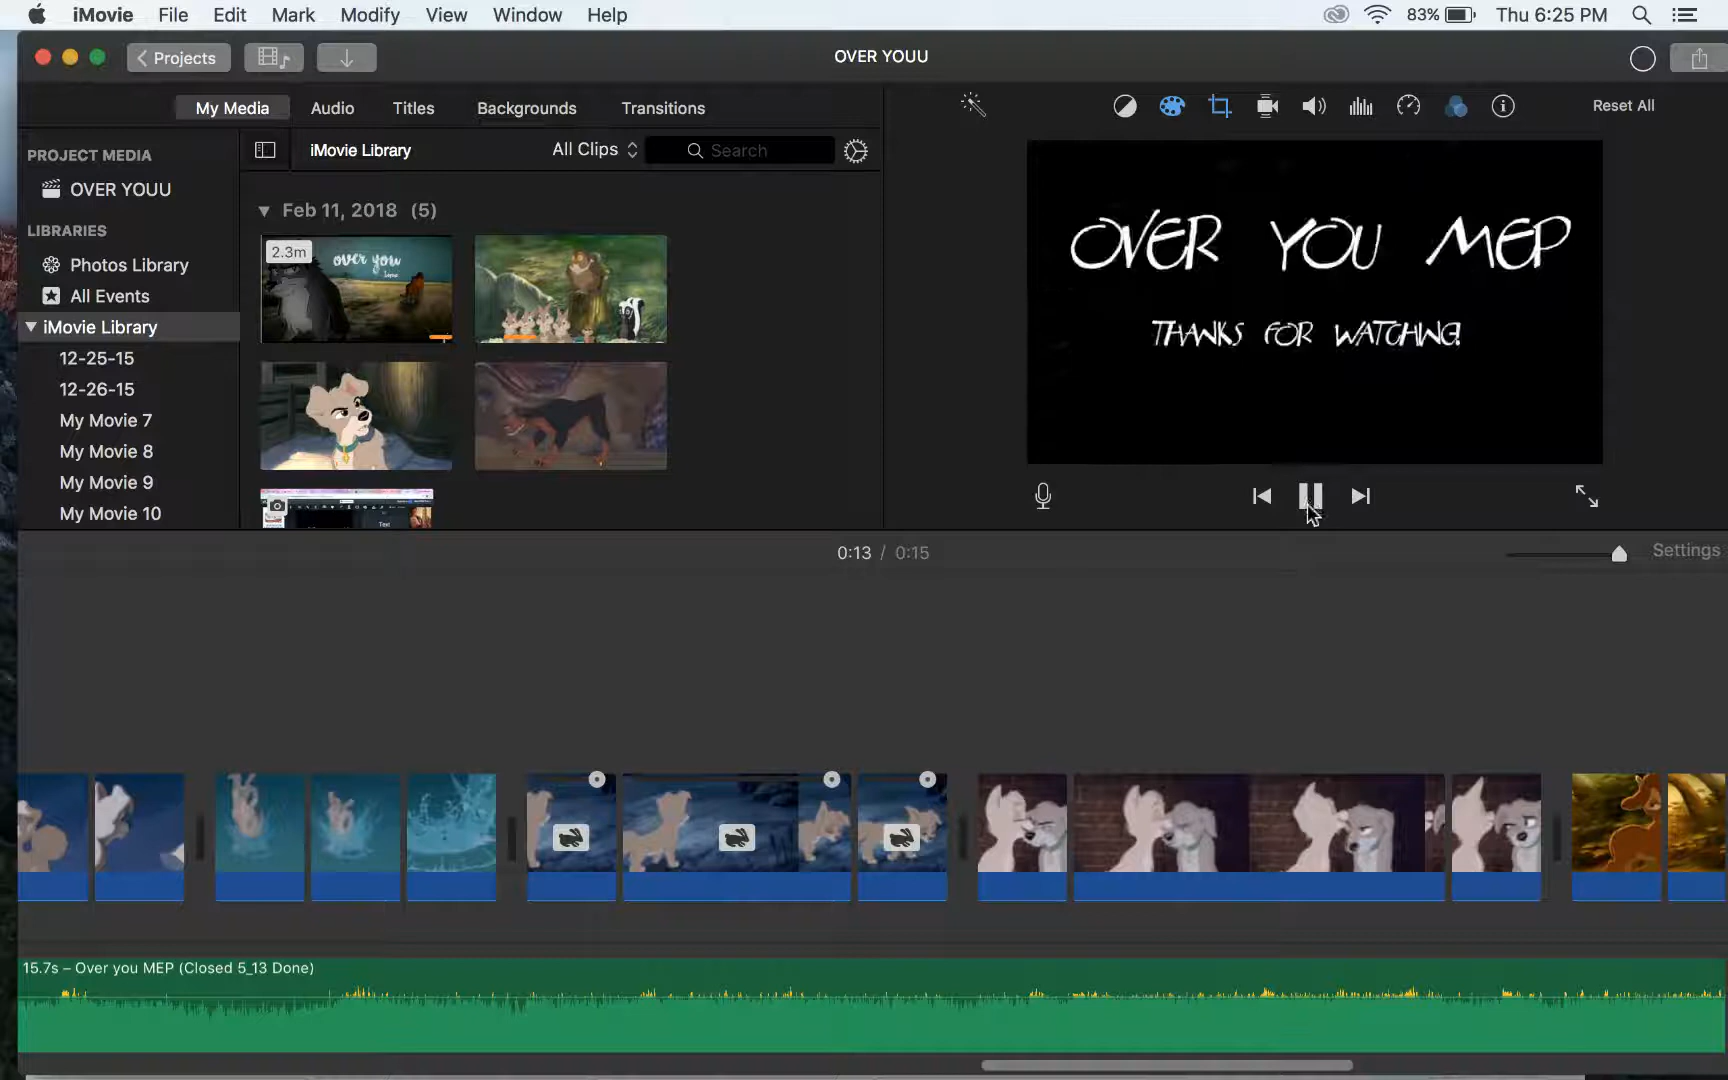 iMovie File Edit Mark Modify View Window Help 83% Thu 6:25 PM
Projects OVER YOUU
My Media Audio Titles Backgrounds Transitions Reset All
PROJECT MEDIA
OVER YOUU
LIBRARIES
Photos Library
All Events
iMovie Library
12-25-15
12-26-15
My Movie 7
My Movie 8
My Movie 9
My Movie 10
iMovie Library All Clips Search
Feb 11, 2018 (5)
2.3m
over you
OVER YOU MEP
THANKS FOR WATCHING!
0:13 / 0:15 Settings
15.7s – Over you MEP (Closed 5_13 Done)